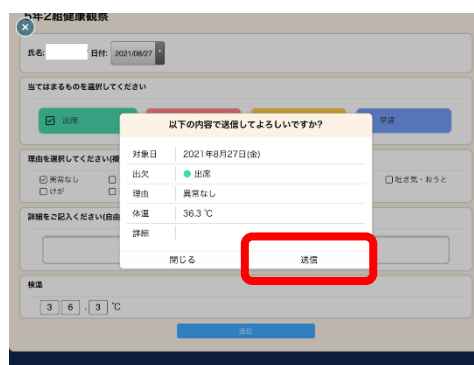 5年2組健康観察
氏名: 日付: 2021/08/27
当てはまるものを選択してください
出席
早退
以下の内容で送信してよろしいですか?
対象日 2021年8月27日(金)
出欠 出席
理由 異常なし
体温 36.3 ℃
詳細
閉じる 送信
理由を選択してください(複
異常なし
吐き気・おうと
けが
詳細をご記入ください(自由
検温
3 6 . 3 ℃
送信